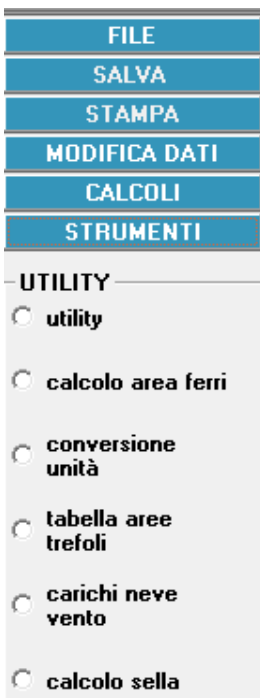 FILE
SALVA
STAMPA
MODIFICA DATI
CALCOLI
STRUMENTI
UTILITY
utility
calcolo area ferri
conversione
unità
tabella aree
trefoli
carichi neve
vento
calcolo sella